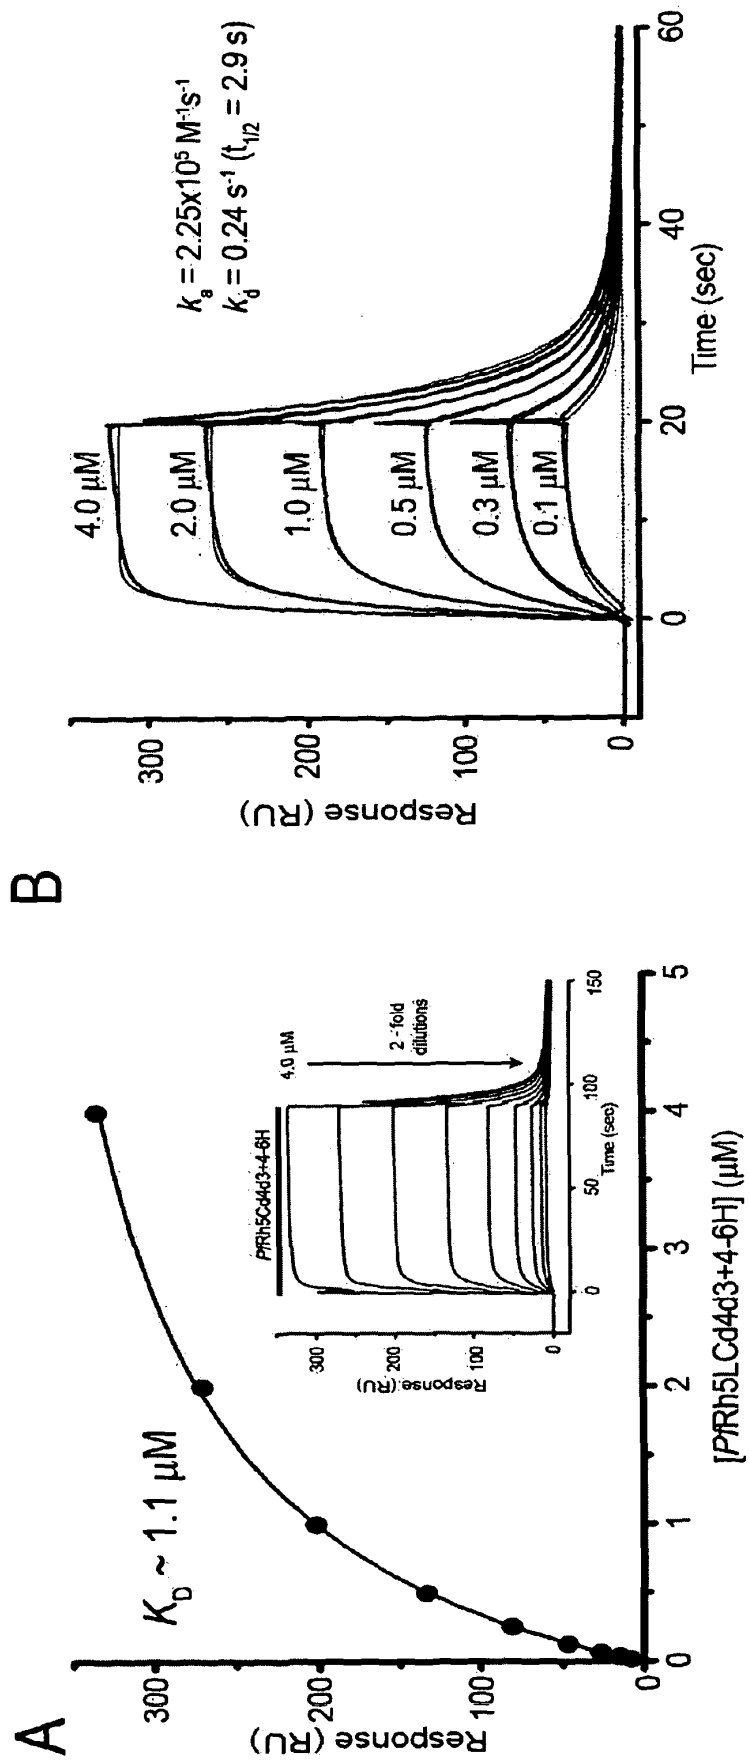 A
Response (RU)
300
200
100
0
K_D ~ 1.1 μM
0
1
2
3
4
5
[PfRh5LCd4d3+4-6H] (μM)
PfRh5Cd4d3+4-6H
4.0 μM
2 -fold
dilutions
Response (RU)
300
200
100
0
0
50
100
150
Time (sec)
B
Response (RU)
300
200
100
0
4.0 μM
2.0 μM
1.0 μM
0.5 μM
0.3 μM
0.1 μM
k_a = 2.25x10⁵ M⁻¹s⁻¹
k_d = 0.24 s⁻¹ (t_1/2 = 2.9 s)
0
20
40
60
Time (sec)